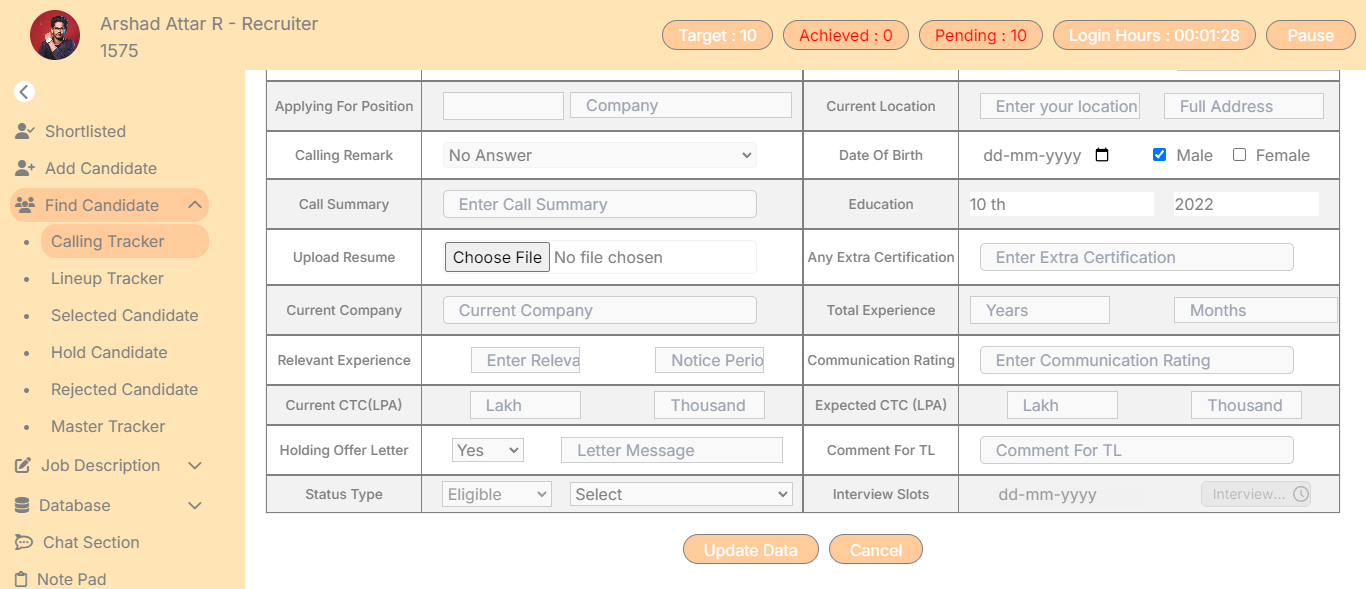 Arshad Attar R - Recruiter
1575
Target : 10
Achieved : 0
Pending : 10
Login Hours : 00:01:28
Pause
Shortlisted
Add Candidate
Find Candidate
Calling Tracker
Lineup Tracker
Selected Candidate
Hold Candidate
Rejected Candidate
Master Tracker
Job Description
Database
Chat Section
Note Pad
Applying For Position Company Current Location Enter your location Full Address
Calling Remark No Answer Date Of Birth dd-mm-yyyy Male Female
Call Summary Enter Call Summary Education 10 th 2022
Upload Resume Choose File No file chosen Any Extra Certification Enter Extra Certification
Current Company Current Company Total Experience Years Months
Relevant Experience Enter Releva Notice Perio Communication Rating Enter Communication Rating
Current CTC(LPA) Lakh Thousand Expected CTC (LPA) Lakh Thousand
Holding Offer Letter Yes Letter Message Comment For TL Comment For TL
Status Type Eligible Select Interview Slots dd-mm-yyyy Interview...
Update Data Cancel